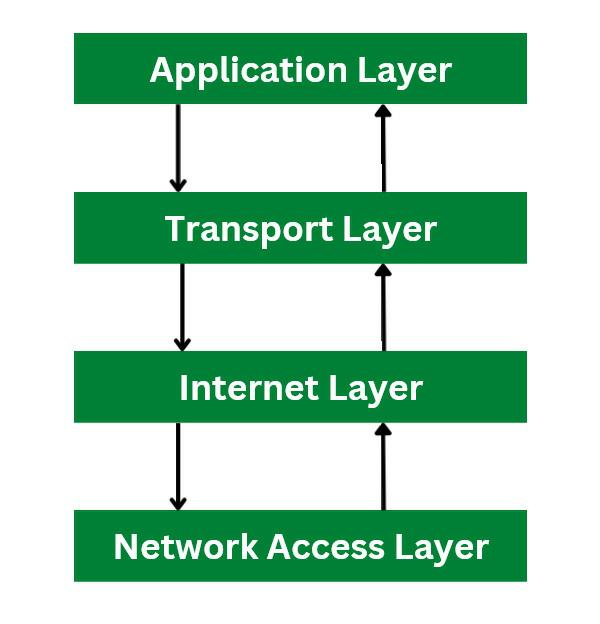 Application Layer
Transport Layer
Internet Layer
Network Access Layer